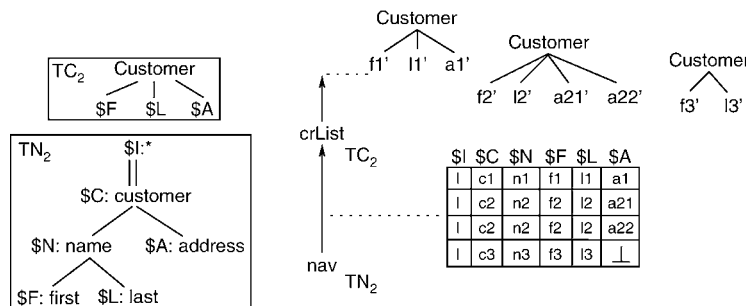 Customer
f1' l1' a1'
Customer
f2' l2' a21' a22'
Customer
f3' l3'
TC2 Customer
$F $L $A
TN2 $I:*
$C: customer
$N: name $A: address
$F: first $L: last
crList
TC2
nav TN2
$I $C $N $F $L $A
l c1 n1 f1 l1 a1
l c2 n2 f2 l2 a21
l c2 n2 f2 l2 a22
l c3 n3 f3 l3 ⊥